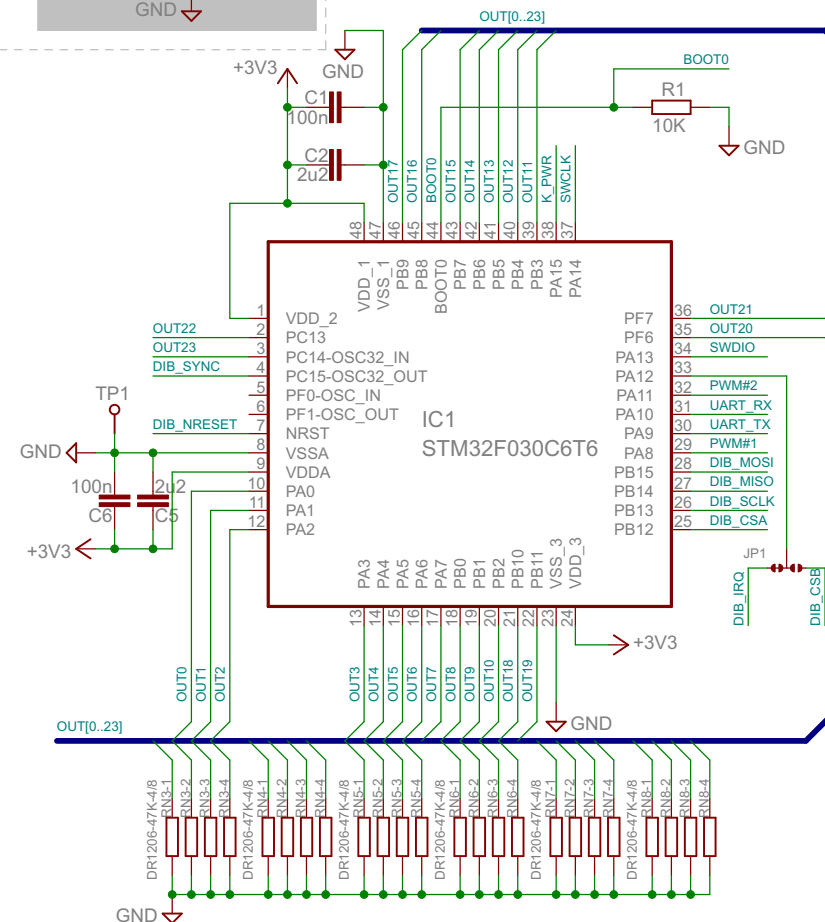 GND
OUT[0..23]
+3V3
GND
BOOT0
C1
100n
R1
10K
GND
C2
2u2
OUT17
OUT16
BOOT0
OUT15
OUT14
OUT13
OUT12
OUT11
K_PWR
SWCLK
48
47
46
45
44
43
42
41
40
39
38
37
VDD_1
VSS_1
PB9
PB8
BOOT0
PB7
PB6
PB5
PB4
PB3
PA15
PA14
1 VDD_2
OUT22 2 PC13
OUT23 3 PC14-OSC32_IN
DIB_SYNC 4 PC15-OSC32_OUT
5 PF0-OSC_IN
6 PF1-OSC_OUT
DIB_NRESET 7 NRST
8 VSSA
9 VDDA
10 PA0
11 PA1
12 PA2
IC1
STM32F030C6T6
PF7 36 OUT21
PF6 35 OUT20
PA13 34 SWDIO
PA12 33
PA11 32 PWM#2
PA10 31 UART_RX
PA9 30 UART_TX
PA8 29 PWM#1
PB15 28 DIB_MOSI
PB14 27 DIB_MISO
PB13 26 DIB_SCLK
PB12 25 DIB_CSA
TP1
GND
100n
2u2
C6
C5
+3V3
JP1
DIB_IRQ
DIB_CSB
PA3
PA4
PA5
PA6
PA7
PB0
PB1
PB2
PB10
PB11
VSS_3
VDD_3
13
14
15
16
17
18
19
20
21
22
23
24
+3V3
OUT0
OUT1
OUT2
OUT3
OUT4
OUT5
OUT6
OUT7
OUT8
OUT9
OUT10
OUT18
OUT19
GND
OUT[0..23]
DR1206-47K-4/8
RN3-1
RN3-2
RN3-3
RN3-4
DR1206-47K-4/8
RN4-1
RN4-2
RN4-3
RN4-4
DR1206-47K-4/8
RN5-1
RN5-2
RN5-3
RN5-4
DR1206-47K-4/8
RN6-1
RN6-2
RN6-3
RN6-4
DR1206-47K-4/8
RN7-1
RN7-2
RN7-3
RN7-4
DR1206-47K-4/8
RN8-1
RN8-2
RN8-3
RN8-4
GND